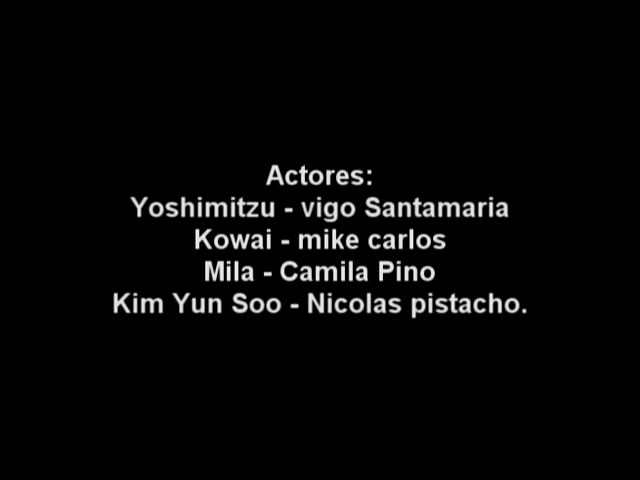 Actores:
Yoshimitzu - vigo Santamaria
Kowai - mike carlos
Mila - Camila Pino
Kim Yun Soo - Nicolas pistacho.